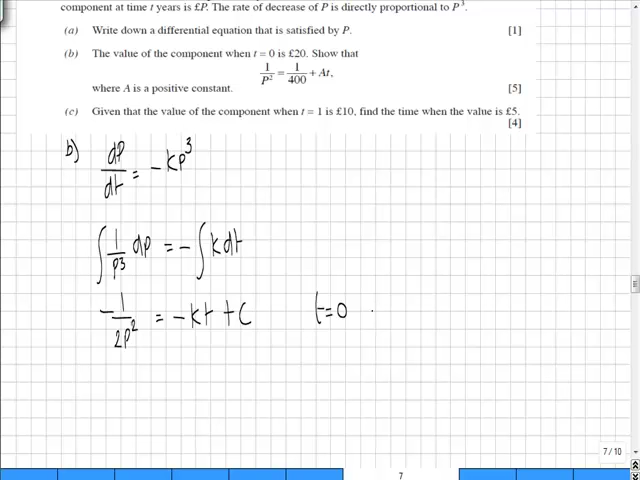 component at time t years is £P. The rate of decrease of P is directly proportional to P³.
(a) Write down a differential equation that is satisfied by P. [1]
(b) The value of the component when t = 0 is £20. Show that
1/P² = 1/400 + At,
where A is a positive constant. [5]
(c) Given that the value of the component when t = 1 is £10, find the time when the value is £5.
[4]
b) dP/dt = -kP³
∫ 1/P³ dP = - ∫ k dt
- 1/2P² = -kt + C t=0
7/10
7